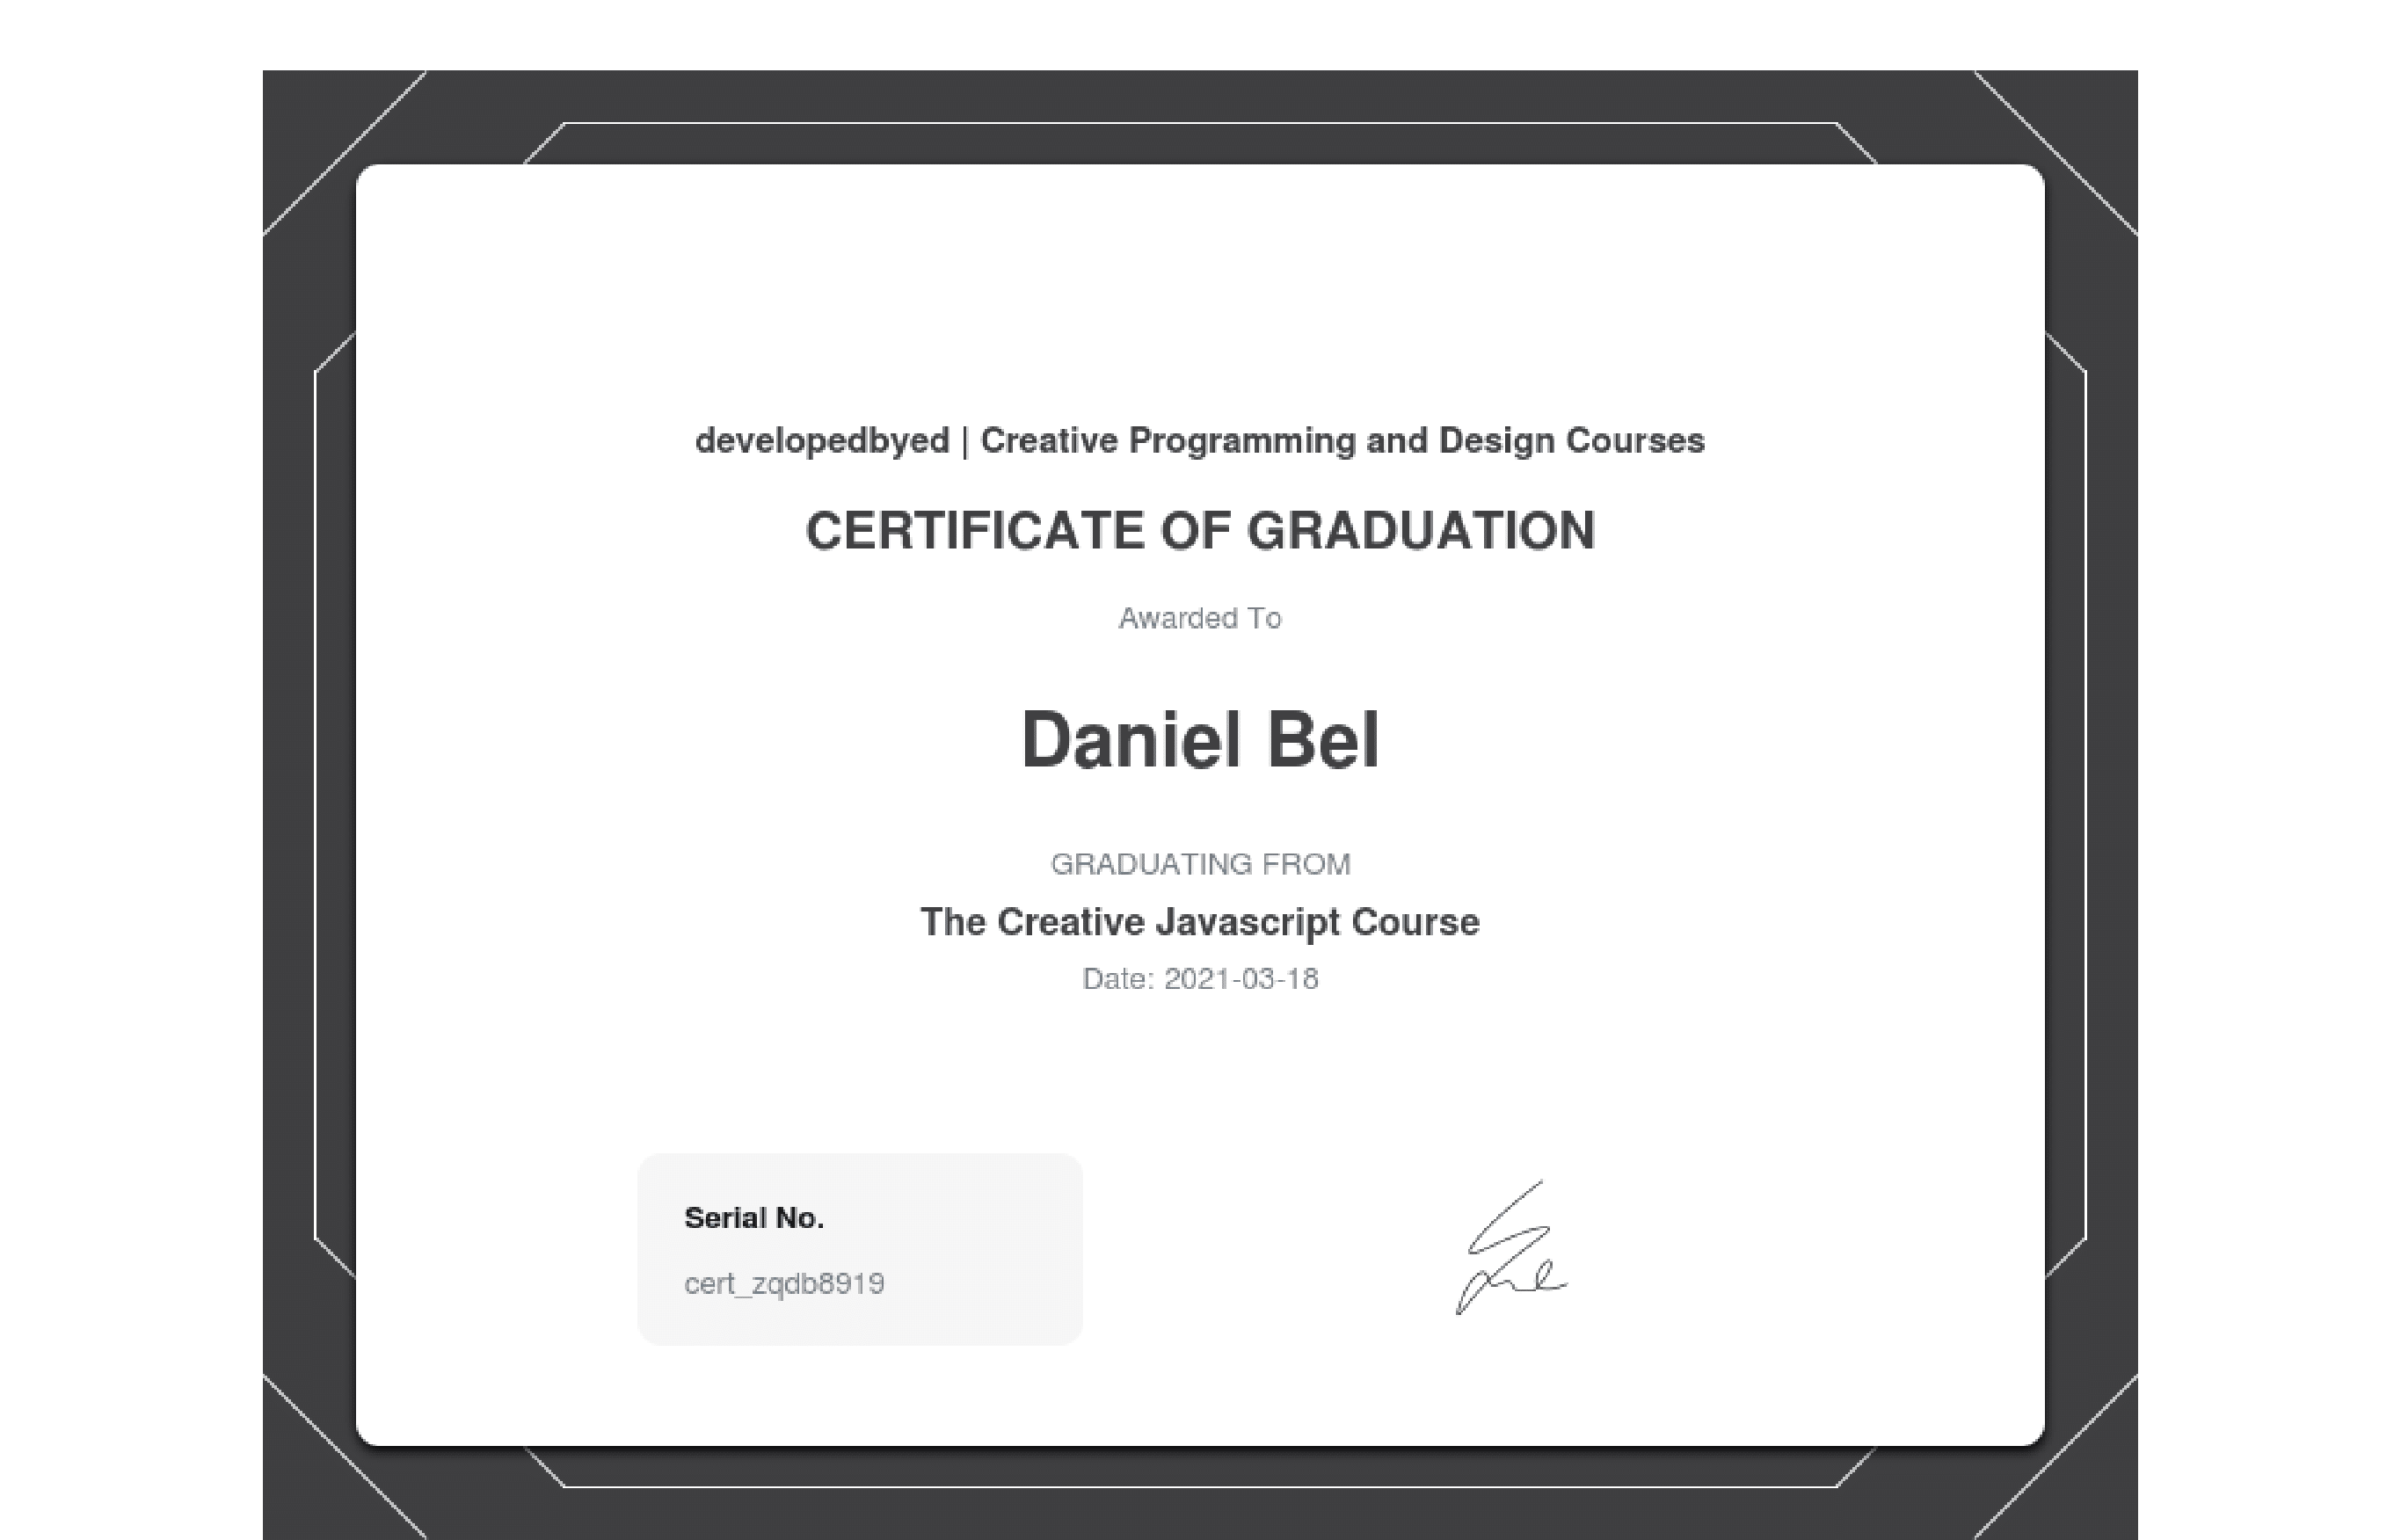 developedbyed | Creative Programming and Design Courses
CERTIFICATE OF GRADUATION
Awarded To
Daniel Bel
GRADUATING FROM
The Creative Javascript Course
Date: 2021-03-18
Serial No.
cert_zqdb8919